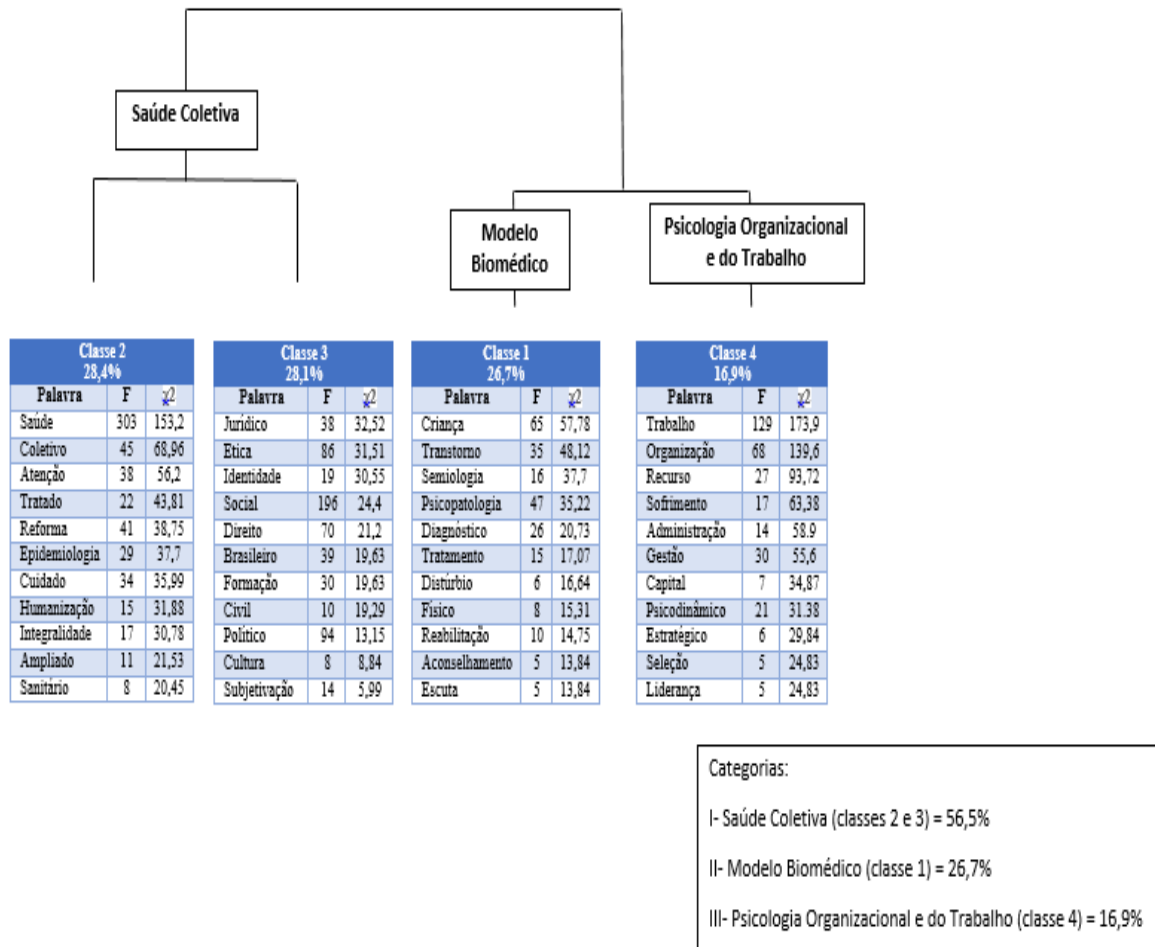 Saúde Coletiva
Modelo
Biomédico
Psicologia Organizacional
e do Trabalho
Classe 2
28,4%
Palavra F χ2
Saúde 303 153,2
Coletivo 45 68,96
Atenção 38 56,2
Tratado 22 43,81
Reforma 41 38,75
Epidemiologia 29 37,7
Cuidado 34 35,99
Humanização 15 31,88
Integralidade 17 30,78
Ampliado 11 21,53
Sanitário 8 20,45
Classe 3
28,1%
Palavra F χ2
Jurídico 38 32,52
Etica 86 31,51
Identidade 19 30,55
Social 196 24,4
Direito 70 21,2
Brasileiro 39 19,63
Formação 30 19,63
Civil 10 19,29
Político 94 13,15
Cultura 8 8,84
Subjetivação 14 5,99
Classe 1
26,7%
Palavra F χ2
Criança 65 57,78
Transtorno 35 48,12
Semiologia 16 37,7
Psicopatologia 47 35,22
Diagnóstico 26 20,73
Tratamento 15 17,07
Distúrbio 6 16,64
Físico 8 15,31
Reabilitação 10 14,75
Aconselhamento 5 13,84
Escuta 5 13,84
Classe 4
16,9%
Palavra F χ2
Trabalho 129 173,9
Organização 68 139,6
Recurso 27 93,72
Sofrimento 17 63,38
Administração 14 58.9
Gestão 30 55,6
Capital 7 34,87
Psicodinâmico 21 31.38
Estratégico 6 29,84
Seleção 5 24,83
Liderança 5 24,83
Categorias:
I- Saúde Coletiva (classes 2 e 3) = 56,5%
II- Modelo Biomédico (classe 1) = 26,7%
III- Psicologia Organizacional e do Trabalho (classe 4) = 16,9%